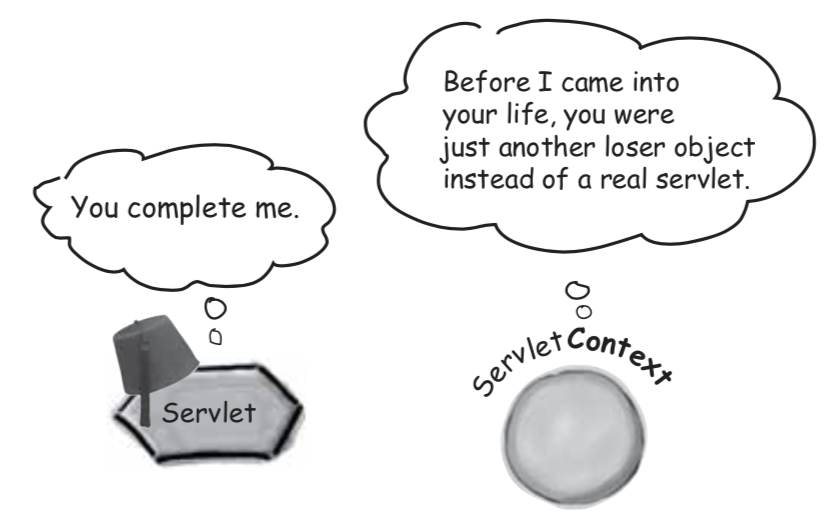 You complete me.
Before I came into
your life, you were
just another loser object
instead of a real servlet.
Servlet
ServletContext